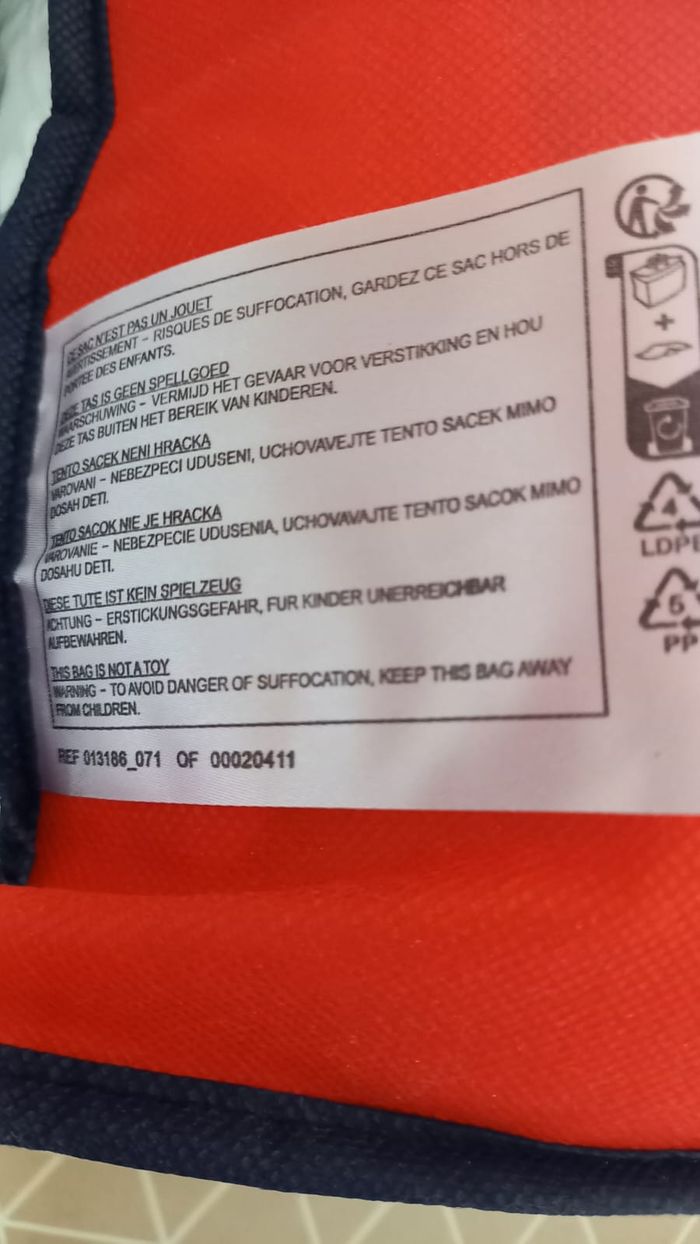 CE SAC N'EST PAS UN JOUET
AVERTISSEMENT - RISQUES DE SUFFOCATION, GARDEZ CE SAC HORS DE
PORTEE DES ENFANTS.
DEZE TAS IS GEEN SPELLGOED
WAARSCHUWING - VERMIJD HET GEVAAR VOOR VERSTIKKING EN HOU
DEZE TAS BUITEN HET BEREIK VAN KINDEREN.
TENTO SACEK NENI HRACKA
VAROVANI - NEBEZPECI UDUSENI, UCHOVAVEJTE TENTO SACEK MIMO
DOSAH DETI.
TENTO SACOK NIE JE HRACKA
VAROVANIE - NEBEZPECIE UDUSENIA, UCHOVAVAJTE TENTO SACOK MIMO
DOSAHU DETI.
DIESE TUTE IST KEIN SPIELZEUG
ACHTUNG - ERSTICKUNGSGEFAHR, FUR KINDER UNERREICHBAR
AUFBEWAHREN.
THIS BAG IS NOT A TOY
WARNING - TO AVOID DANGER OF SUFFOCATION, KEEP THIS BAG AWAY
FROM CHILDREN.
REF 013186_071 OF 00020411
+
4
LDPE
5
PP